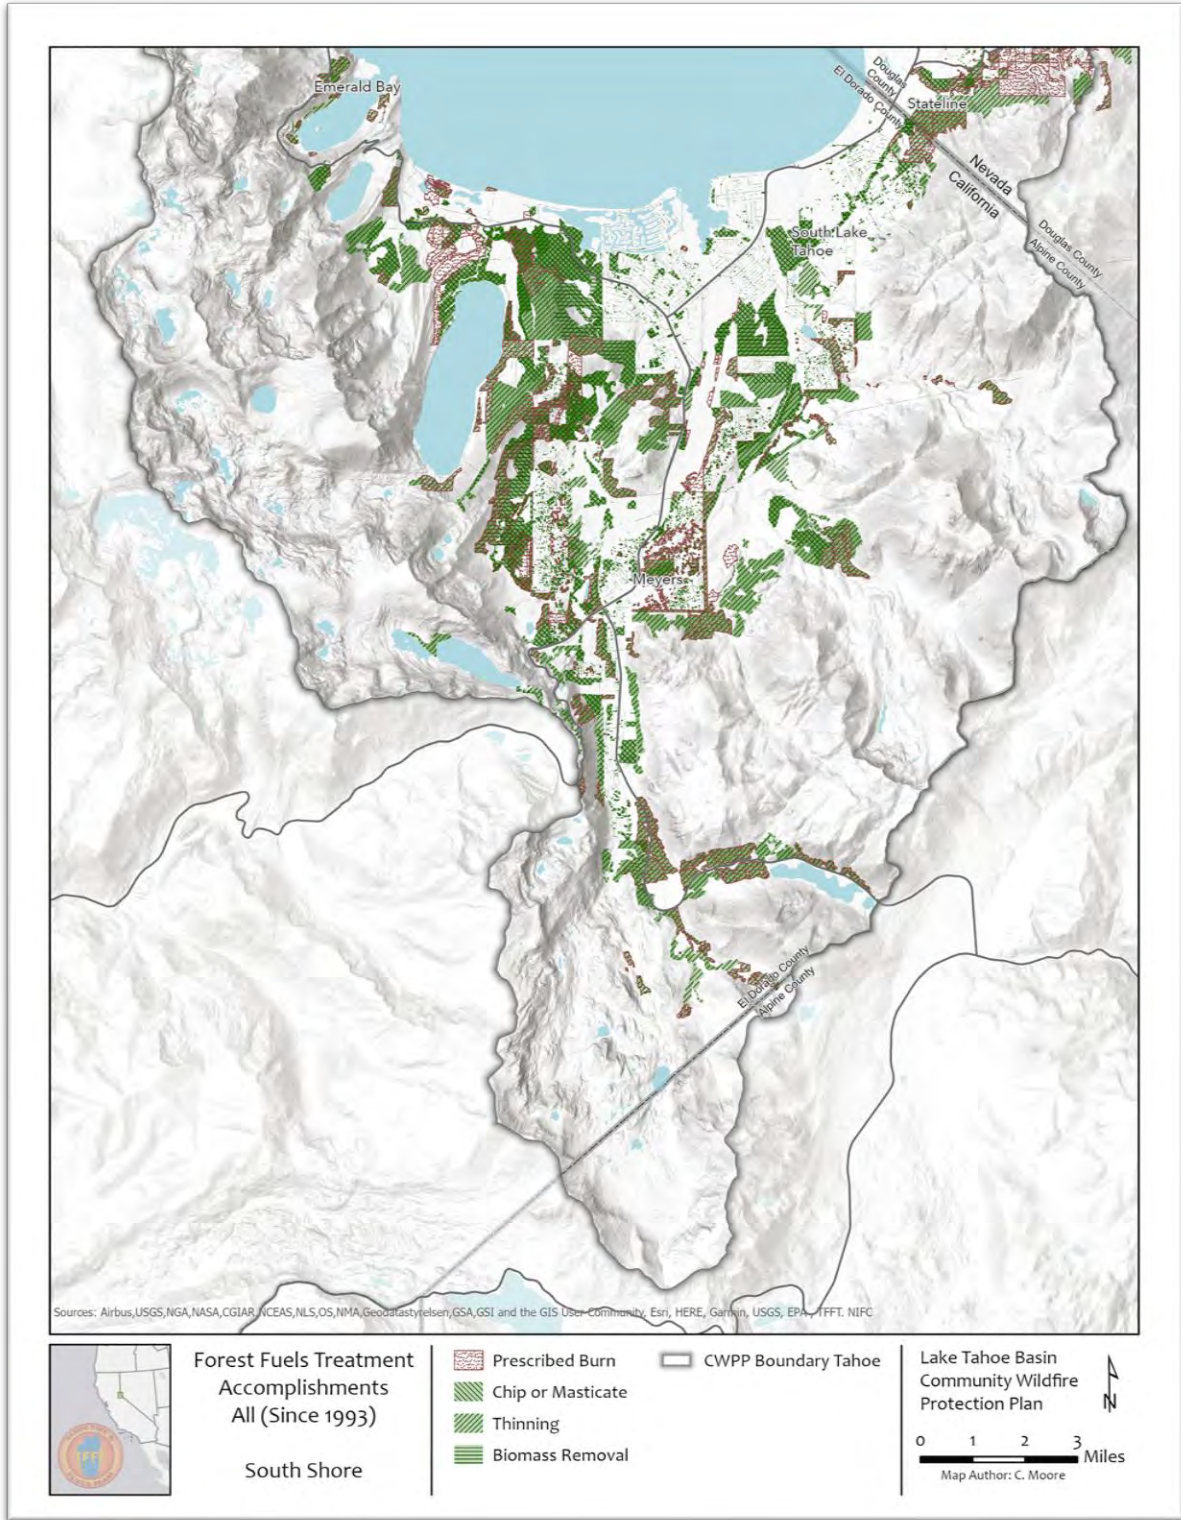 Emerald Bay
Douglas
County
El Dorado County
Stateline
Nevada
California
South Lake
Tahoe
Douglas County
Alpine County
Meyers
El Dorado County
Alpine County
Sources: Airbus,USGS,NGA,NASA,CGIAR,NCEAS,NLS,OS,NMA,Geodatastyrelsen,GSA,GSI and the GIS User Community, Esri, HERE, Garmin, USGS, EPA, TFFT. NIFC
Forest Fuels Treatment
Accomplishments
All (Since 1993)
South Shore
TFFT
Prescribed Burn
Chip or Masticate
Thinning
Biomass Removal
CWPP Boundary Tahoe
Lake Tahoe Basin
Community Wildfire
Protection Plan
N
0 1 2 3
Miles
Map Author: C. Moore